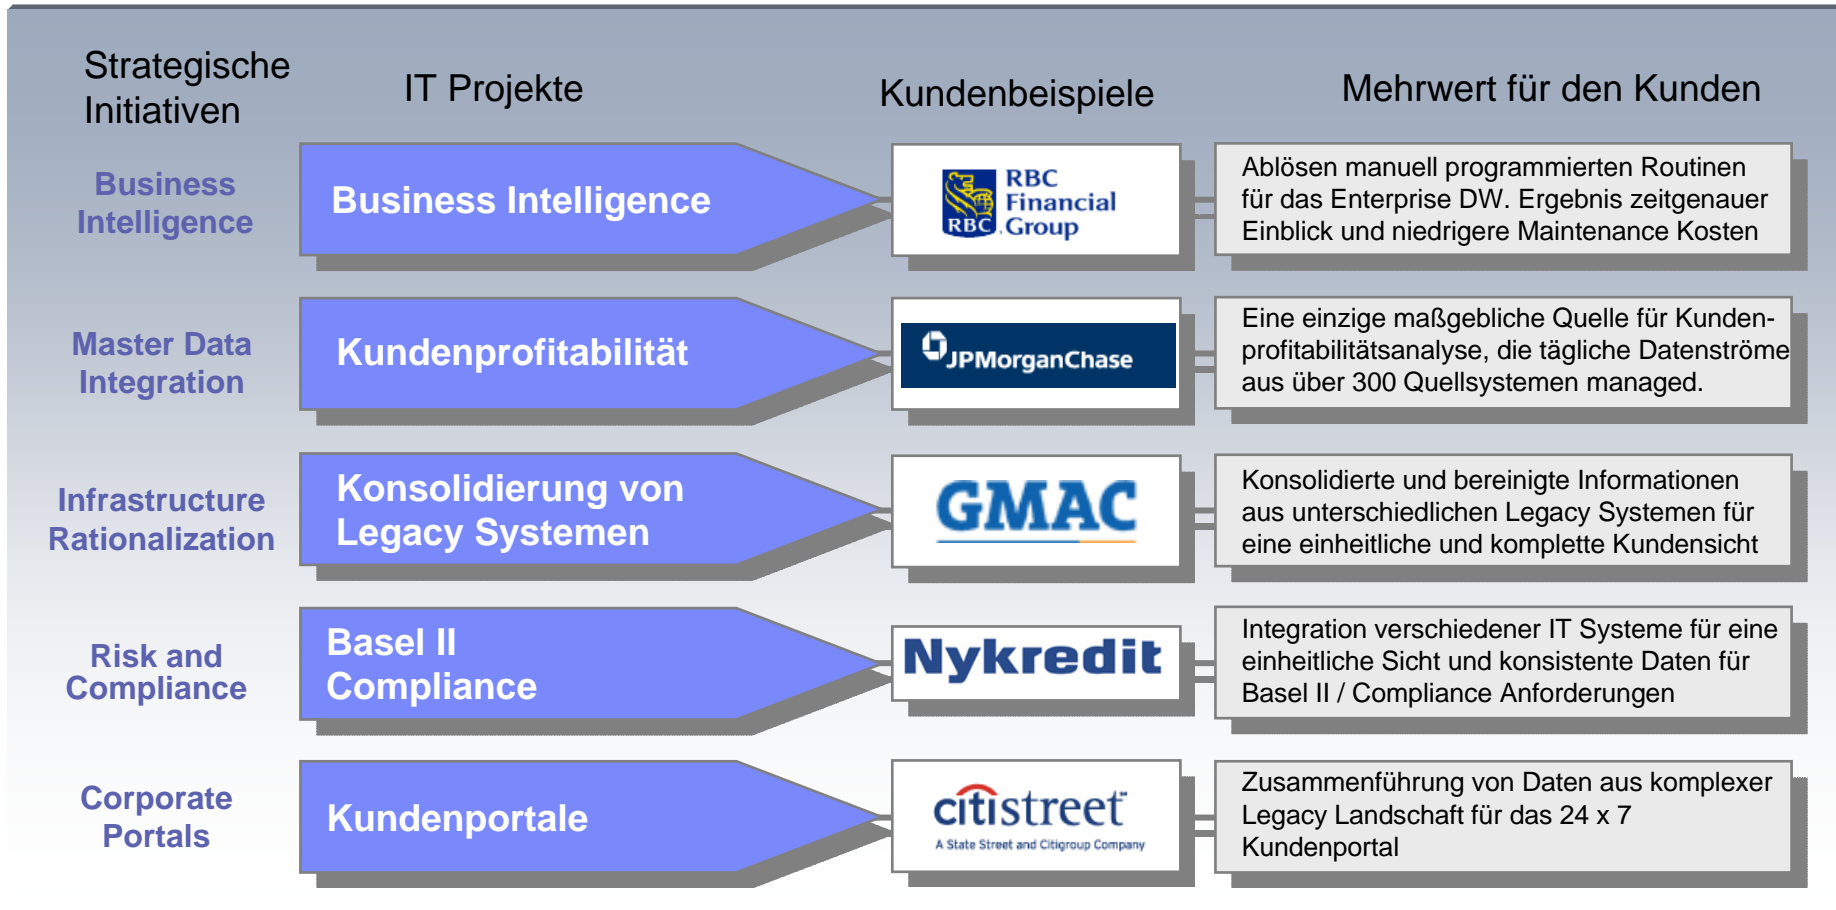 Strategische
Initiativen
IT Projekte
Kundenbeispiele
Mehrwert für den Kunden
Business
Intelligence
Business Intelligence
RBC
RBC
Financial
Group
Ablösen manuell programmierten Routinen
für das Enterprise DW. Ergebnis zeitgenauer
Einblick und niedrigere Maintenance Kosten
Master Data
Integration
Kundenprofitabilität
JPMorganChase
Eine einzige maßgebliche Quelle für Kunden-
profitabilitätsanalyse, die tägliche Datenströme
aus über 300 Quellsystemen managed.
Infrastructure
Rationalization
Konsolidierung von
Legacy Systemen
GMAC
Konsolidierte und bereinigte Informationen
aus unterschiedlichen Legacy Systemen für
eine einheitliche und komplette Kundensicht
Risk and
Compliance
Basel II
Compliance
Nykredit
Integration verschiedener IT Systeme für eine
einheitliche Sicht und konsistente Daten für
Basel II / Compliance Anforderungen
Corporate
Portals
Kundenportale
citistreet℠
A State Street and Citigroup Company
Zusammenführung von Daten aus komplexer
Legacy Landschaft für das 24 x 7
Kundenportal